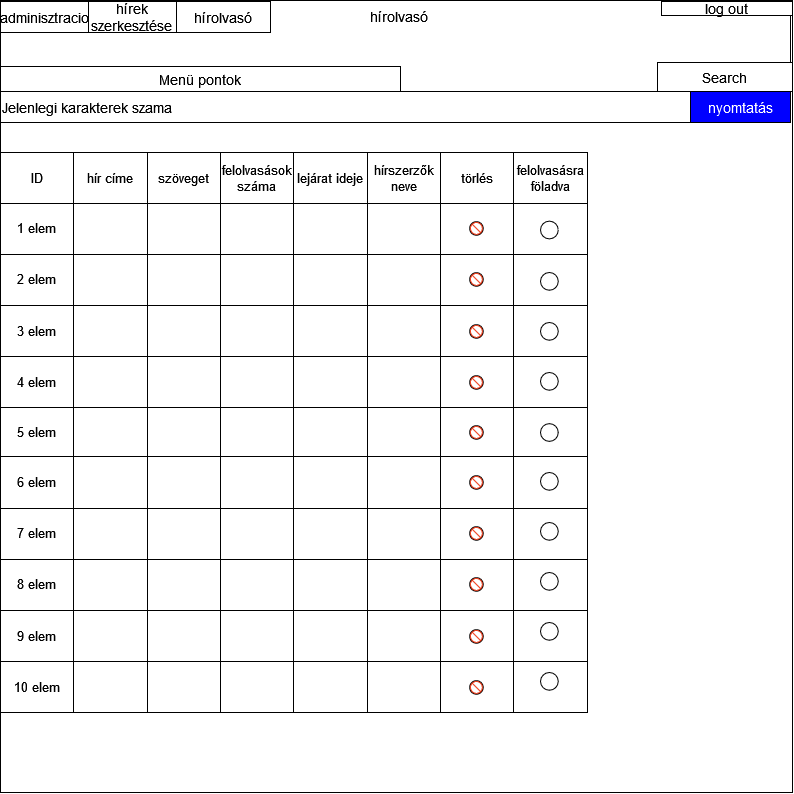 adminisztracio
hírek
szerkesztése
hírolvasó
hírolvasó
log out
Menü pontok
Search
Jelenlegi karakterek szama
nyomtatás
ID
hír címe
szöveget
felolvasások
száma
lejárat ideje
hírszerzők
neve
törlés
felolvasásra
föladva
1 elem
2 elem
3 elem
4 elem
5 elem
6 elem
7 elem
8 elem
9 elem
10 elem